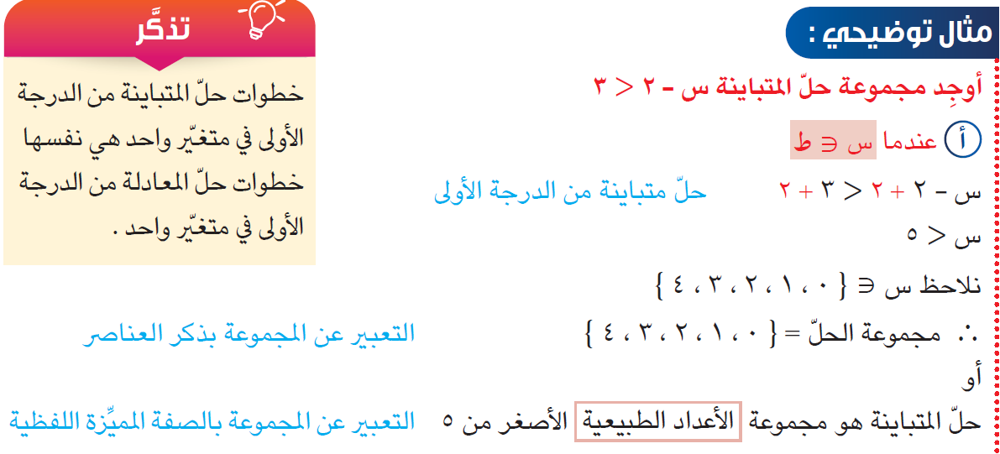 مثال توضيحي :
أوجِد مجموعة حلّ المتباينة س – ٢ < ٣
أ عندما س ∈ ط
س – ٢ + ٢ < ٣ + ٢ حلّ متباينة من الدرجة الأولى
س < ٥
نلاحظ س ∈ { ٠ ، ١ ، ٢ ، ٣ ، ٤ }
∴ مجموعة الحلّ = { ٠ ، ١ ، ٢ ، ٣ ، ٤ } التعبير عن المجموعة بذكر العناصر
أو
حلّ المتباينة هو مجموعة الأعداد الطبيعية الأصغر من ٥ التعبير عن المجموعة بالصفة المميِّزة اللفظية
تذكَّر
خطوات حلّ المتباينة من الدرجة
الأولى في متغيّر واحد هي نفسها
خطوات حلّ المعادلة من الدرجة
الأولى في متغيّر واحد .